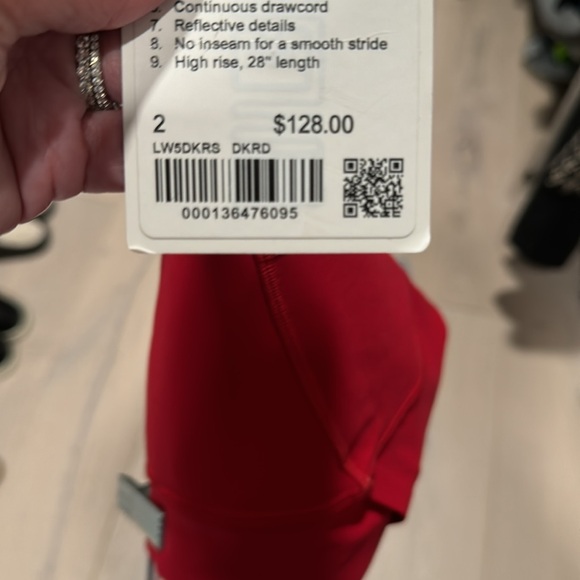 6. Continuous drawcord
7. Reflective details
8. No inseam for a smooth stride
9. High rise, 28" length
2 $128.00
LW5DKRS DKRD
000136476095